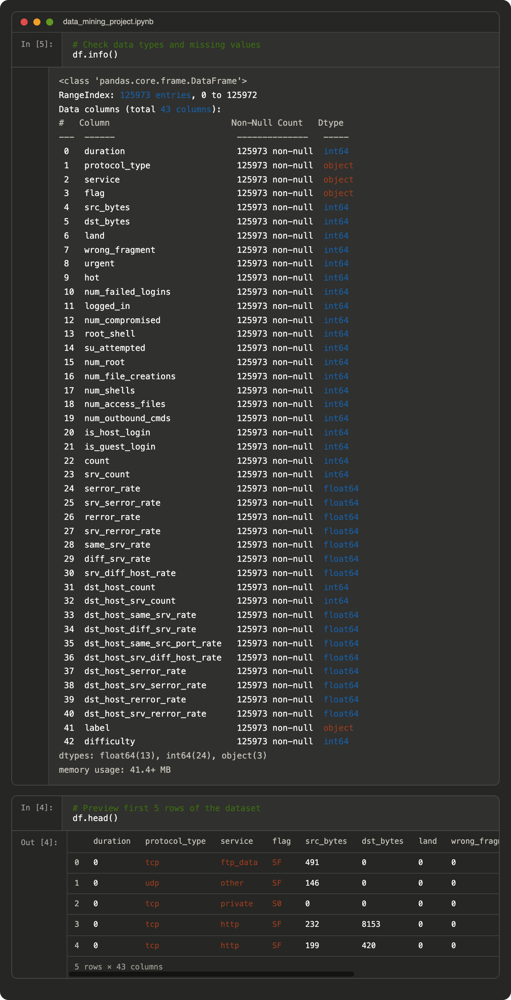 data_mining_project.ipynb
In [5]:
# Check data types and missing values
df.info()
<class 'pandas.core.frame.DataFrame'>
RangeIndex: 125973 entries, 0 to 125972
Data columns (total 43 columns):
# Column Non-Null Count Dtype
--- ------ -------------- -----
0 duration 125973 non-null int64
1 protocol_type 125973 non-null object
2 service 125973 non-null object
3 flag 125973 non-null object
4 src_bytes 125973 non-null int64
5 dst_bytes 125973 non-null int64
6 land 125973 non-null int64
7 wrong_fragment 125973 non-null int64
8 urgent 125973 non-null int64
9 hot 125973 non-null int64
10 num_failed_logins 125973 non-null int64
11 logged_in 125973 non-null int64
12 num_compromised 125973 non-null int64
13 root_shell 125973 non-null int64
14 su_attempted 125973 non-null int64
15 num_root 125973 non-null int64
16 num_file_creations 125973 non-null int64
17 num_shells 125973 non-null int64
18 num_access_files 125973 non-null int64
19 num_outbound_cmds 125973 non-null int64
20 is_host_login 125973 non-null int64
21 is_guest_login 125973 non-null int64
22 count 125973 non-null int64
23 srv_count 125973 non-null int64
24 serror_rate 125973 non-null float64
25 srv_serror_rate 125973 non-null float64
26 rerror_rate 125973 non-null float64
27 srv_rerror_rate 125973 non-null float64
28 same_srv_rate 125973 non-null float64
29 diff_srv_rate 125973 non-null float64
30 srv_diff_host_rate 125973 non-null float64
31 dst_host_count 125973 non-null int64
32 dst_host_srv_count 125973 non-null int64
33 dst_host_same_srv_rate 125973 non-null float64
34 dst_host_diff_srv_rate 125973 non-null float64
35 dst_host_same_src_port_rate 125973 non-null float64
36 dst_host_srv_diff_host_rate 125973 non-null float64
37 dst_host_serror_rate 125973 non-null float64
38 dst_host_srv_serror_rate 125973 non-null float64
39 dst_host_rerror_rate 125973 non-null float64
40 dst_host_srv_rerror_rate 125973 non-null float64
41 label 125973 non-null object
42 difficulty 125973 non-null int64
dtypes: float64(13), int64(24), object(3)
memory usage: 41.4+ MB
In [4]:
# Preview first 5 rows of the dataset
df.head()
Out [4]:
duration protocol_type service flag src_bytes dst_bytes land wrong_frag
0 0 tcp ftp_data SF 491 0 0 0
1 0 udp other SF 146 0 0 0
2 0 tcp private S0 0 0 0 0
3 0 tcp http SF 232 8153 0 0
4 0 tcp http SF 199 420 0 0
5 rows × 43 columns